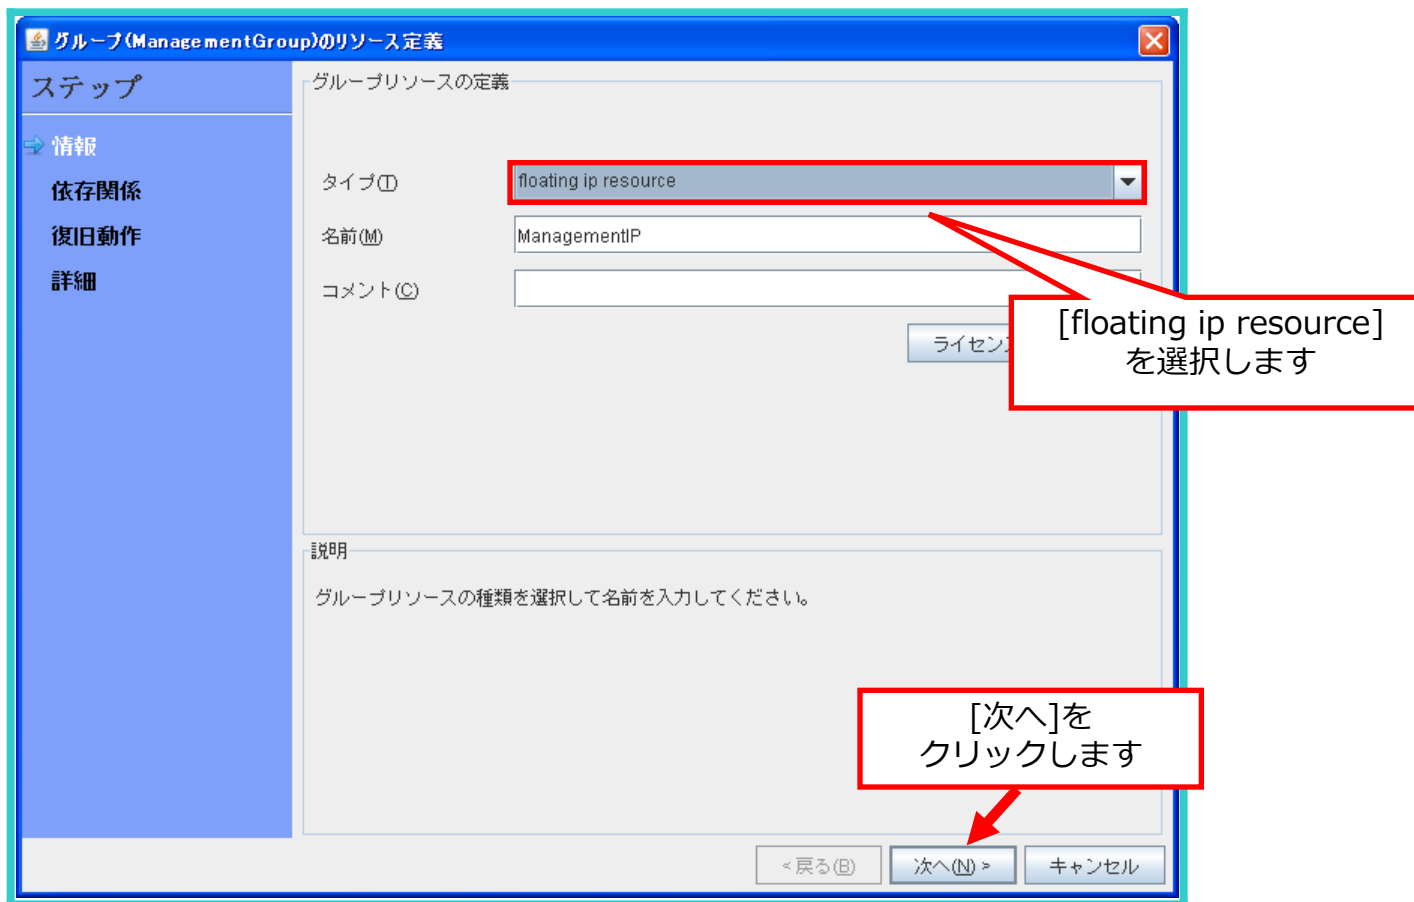 グループ(ManagementGroup)のリソース定義
ステップ
情報
依存関係
復旧動作
詳細
グループリソースの定義
タイプ(T)
floating ip resource
名前(M)
ManagementIP
コメント(C)
ライセン
[floating ip resource]
を選択します
説明
グループリソースの種類を選択して名前を入力してください。
[次へ]を
クリックします
<戻る(B)
次へ(N) >
キャンセル